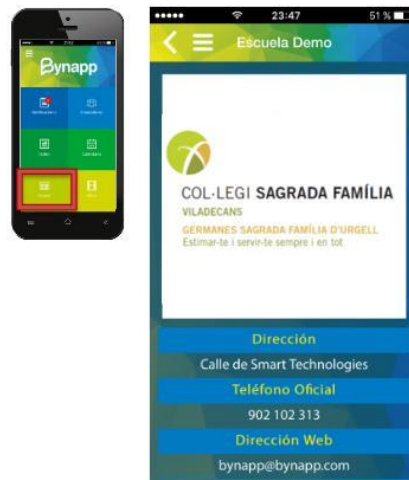 Bynapp
23:47
51 %
Escuela Demo
COL·LEGI SAGRADA FAMÍLIA
VILADECANS
GERMANES SAGRADA FAMÍLIA D'URGELL
Estimar-te i servir-te sempre i en tot
Dirección
Calle de Smart Technologies
Teléfono Oficial
902 102 313
Dirección Web
bynapp@bynapp.com